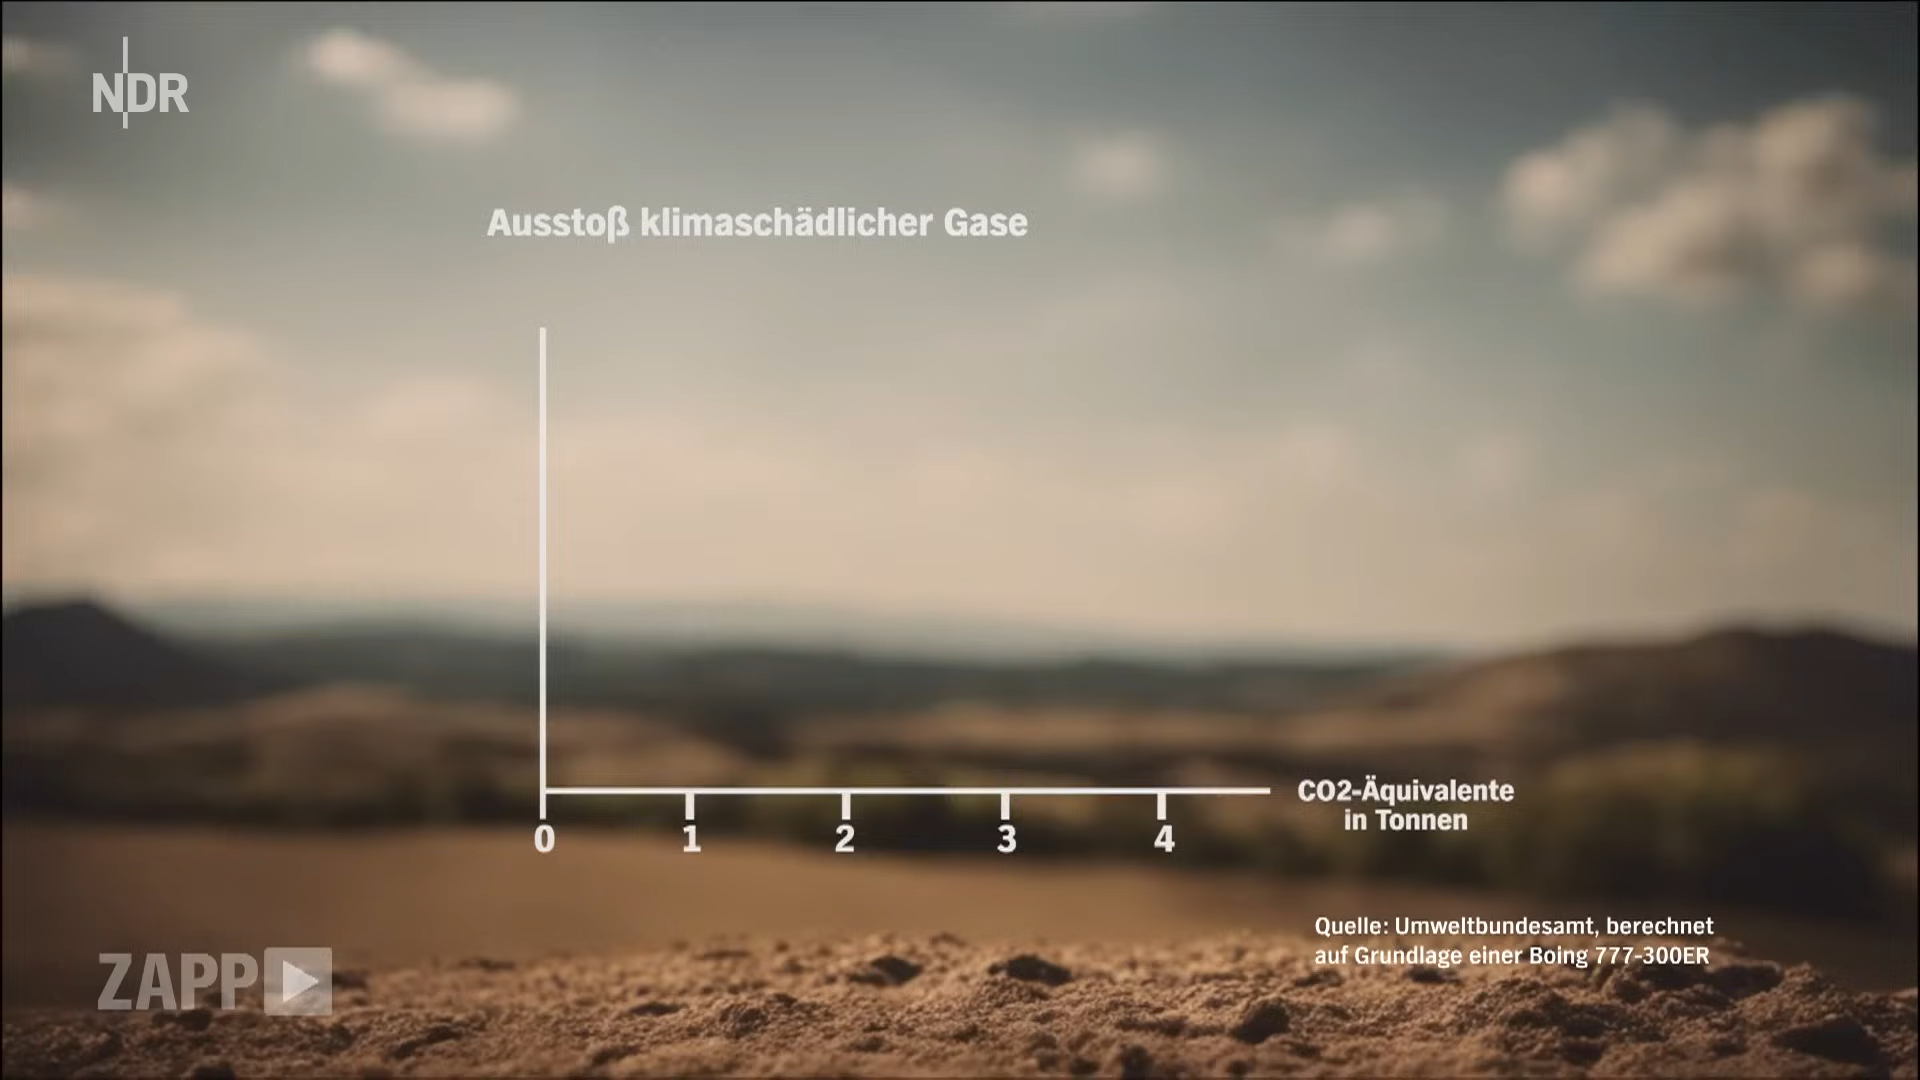 NDR
Ausstoß klimaschädlicher Gase
0 1 2 3 4
CO2-Äquivalente
in Tonnen
Quelle: Umweltbundesamt, berechnet
auf Grundlage einer Boing 777-300ER
ZAPP